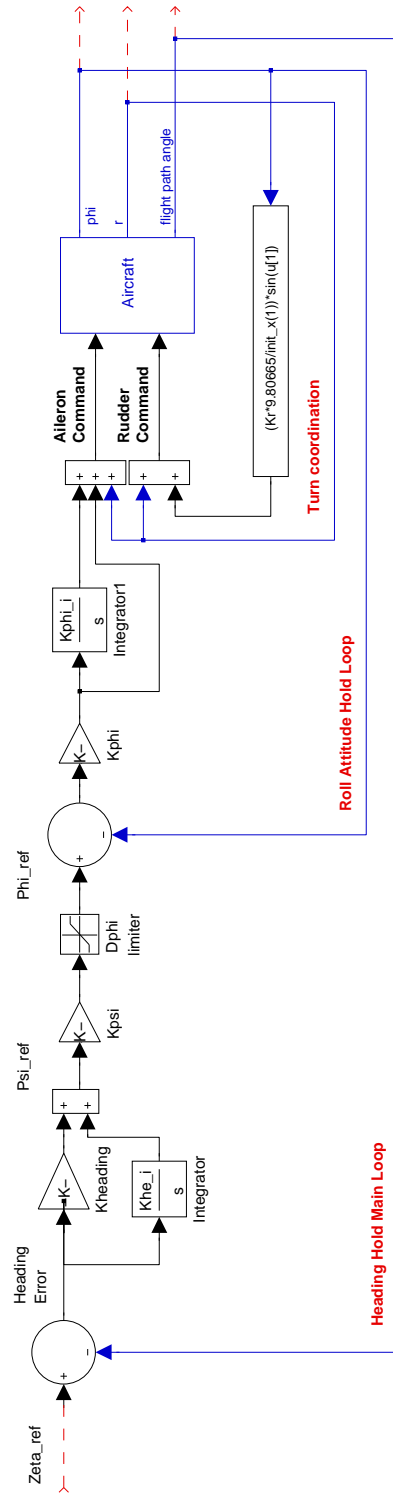 Zeta_ref
+
−
Heading
Error
-K-
Kheading
Khe_i
s
Integrator
+
+
Psi_ref
K-
Kpsi
Dphi
limiter
Phi_ref
+
−
K-
Kphi
Kphi_i
s
Integrator1
+
+
+
Aileron
Command
+
+
Rudder
Command
Aircraft
phi
r
flight path angle
(Kr*9.80665/init_x(1))*sin(u[1])
Turn coordination
Roll Attitude Hold Loop
Heading Hold Main Loop